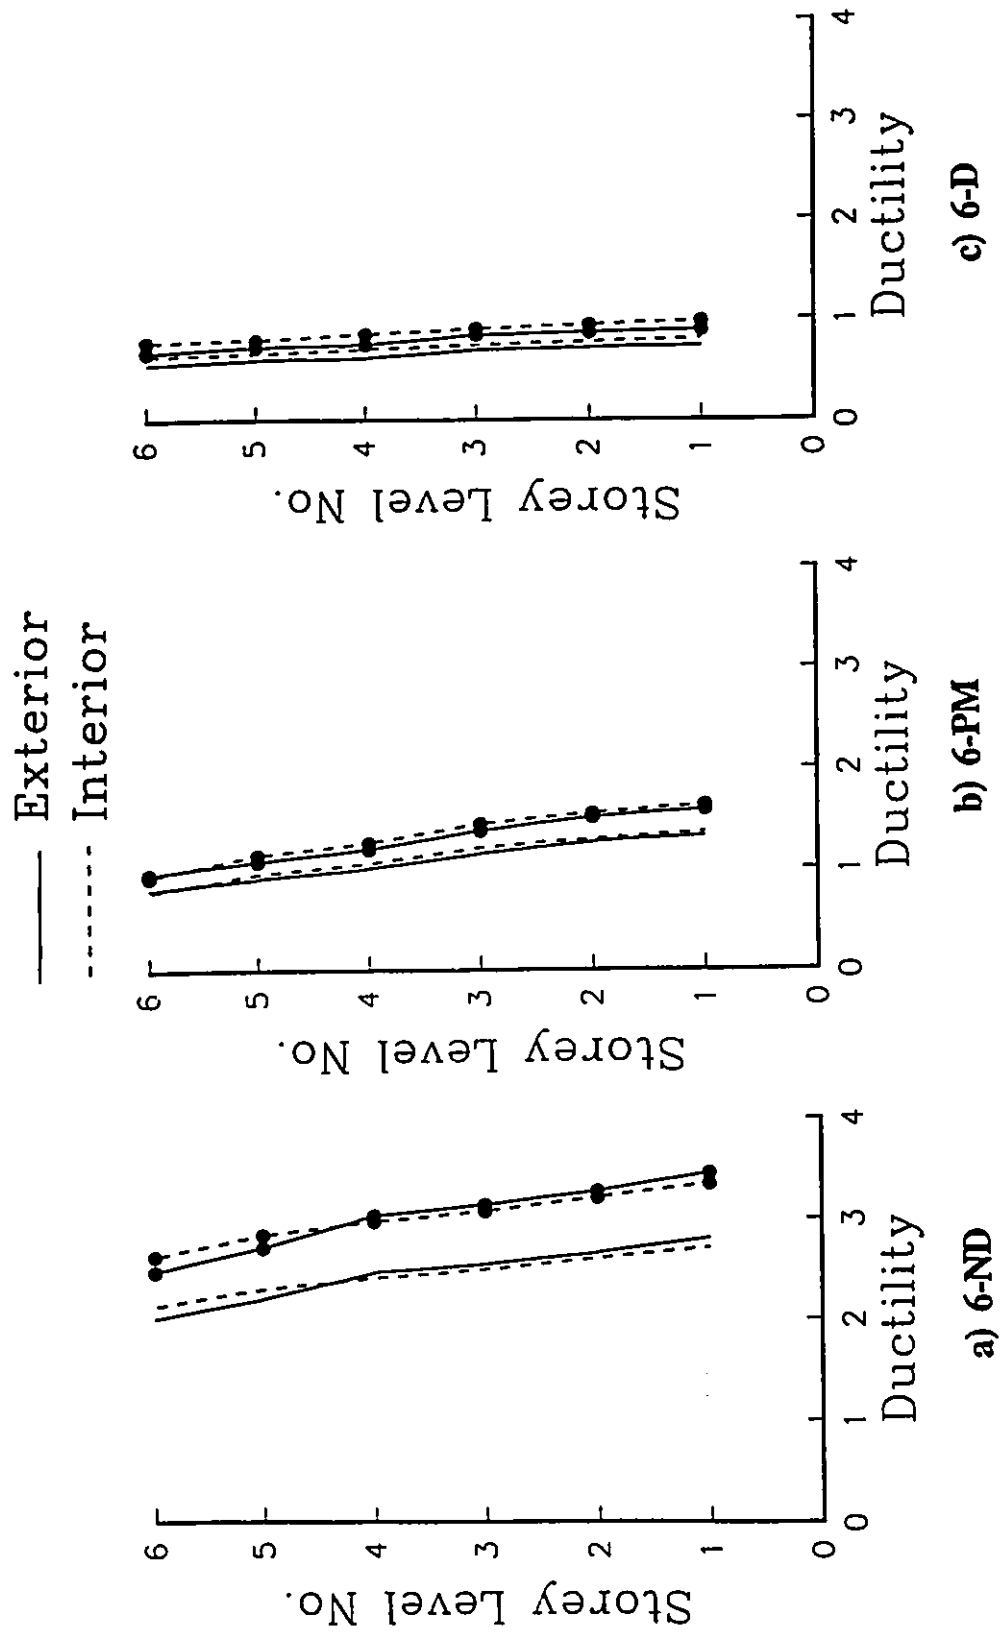 Exterior
Interior
6
5
4
3
2
1
0
Storey Level No.
0 1 2 3 4
Ductility
a) 6-ND
6
5
4
3
2
1
0
Storey Level No.
0 1 2 3 4
Ductility
b) 6-PM
6
5
4
3
2
1
0
Storey Level No.
0 1 2 3 4
Ductility
c) 6-D